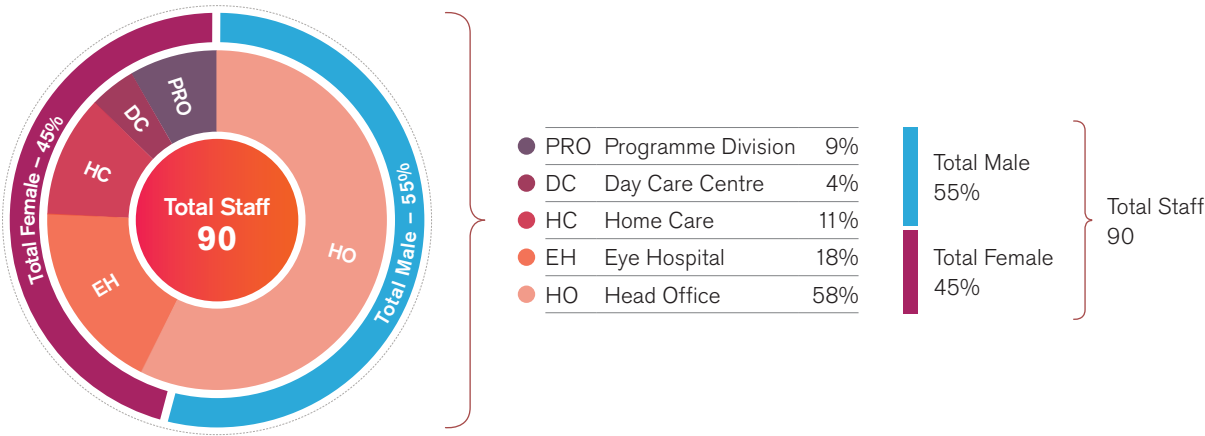 Total Female – 45%
Total Male – 55%
PRO
DC
HC
EH
HO
Total Staff
90
PRO Programme Division 9%
DC Day Care Centre 4%
HC Home Care 11%
EH Eye Hospital 18%
HO Head Office 58%
Total Male
55%
Total Female
45%
Total Staff
90